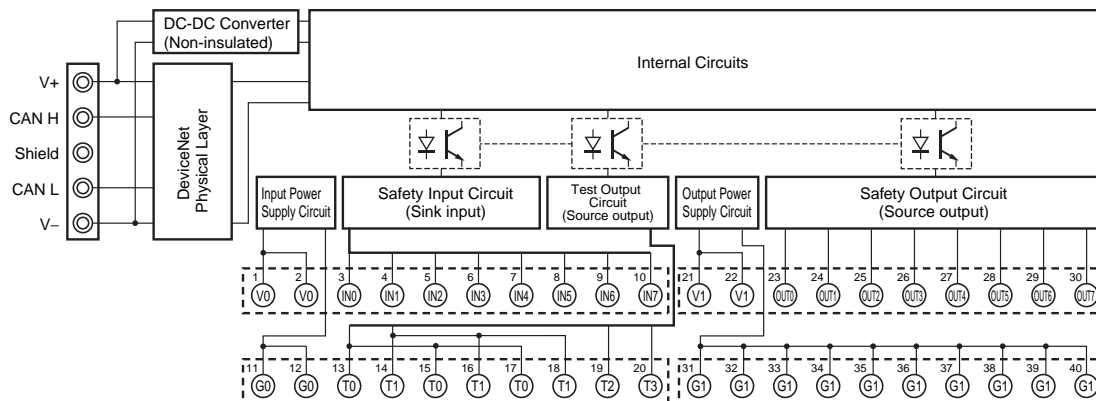 DC-DC Converter
(Non-insulated)
Internal Circuits
V+
CAN H
Shield
CAN L
V−
DeviceNet
Physical Layer
Input Power
Supply Circuit
Safety Input Circuit
(Sink input)
Test Output
Circuit
(Source output)
Output Power
Supply Circuit
Safety Output Circuit
(Source output)
1 2 3 4 5 6 7 8 9 10 21 22 23 24 25 26 27 28 29 30
V0 V0 IN0 IN1 IN2 IN3 IN4 IN5 IN6 IN7 V1 V1 OUT0 OUT1 OUT2 OUT3 OUT4 OUT5 OUT6 OUT7
11 12 13 14 15 16 17 18 19 20 31 32 33 34 35 36 37 38 39 40
G0 G0 T0 T1 T0 T1 T0 T1 T2 T3 G1 G1 G1 G1 G1 G1 G1 G1 G1 G1